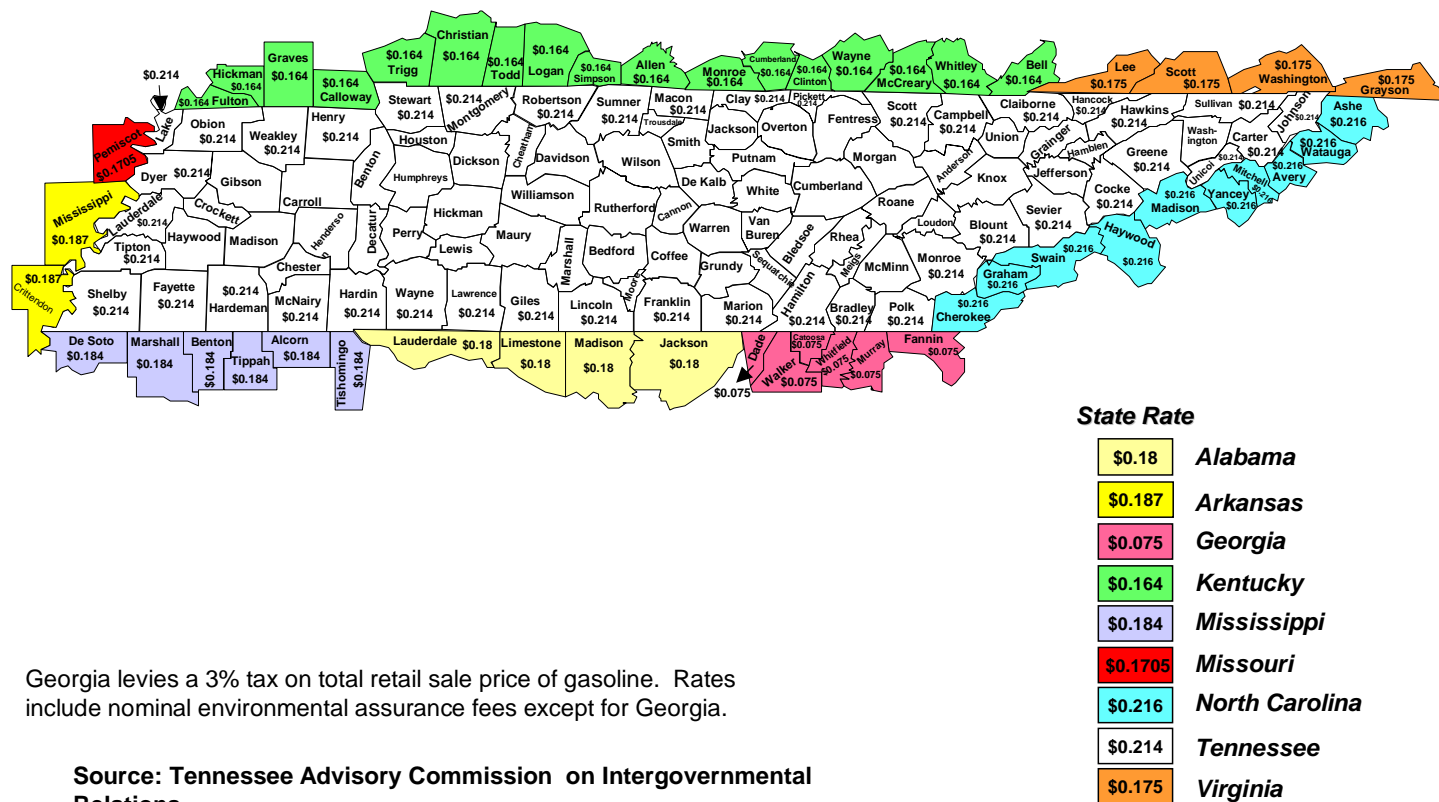 Christian
$0.164
$0.164
Trigg
$0.164
Todd
$0.164
Logan
$0.164
Simpson
Allen
$0.164
Monroe
$0.164
Cumberland
$0.164
$0.164
Clinton
Wayne
$0.164
$0.164
McCreary
Whitley
$0.164
Bell
$0.164
Lee
$0.175
Scott
$0.175
$0.175
Washington
$0.175
Grayson
Graves
$0.164
Hickman
$0.164
$0.164 Fulton
$0.164
Calloway
$0.214
Lake
Obion
$0.214
Weakley
$0.214
Henry
$0.214
Stewart
$0.214
$0.214
Montgomery
Robertson
$0.214
Sumner
$0.214
Macon
$0.214
Trousdale
Clay $0.214
Pickett
$0.214
Scott
$0.214
Fentress
Campbell
$0.214
Claiborne
$0.214
Hancock
$0.214
Hawkins
$0.214
Sullivan $0.214
Johnson
$0.214
Ashe
$0.216
Houston
Cheatham
Smith
Jackson
Overton
Union
Grainger
Hamblen
Greene
$0.214
Wash-
ington
Carter
$0.214
$0.216
Watauga
Pemiscot
$0.1705
Dyer $0.214
Gibson
Carroll
Benton
Humphreys
Dickson
Davidson
Wilson
De Kalb
Putnam
White
Cumberland
Morgan
Anderson
Knox
Jefferson
Cocke
$0.214
Unicoi
$0.214
$0.216
Avery
Mitchell
$0.216
Yancey
$0.216
$0.216
Madison
Mississippi
$0.187
Lauderdale
$0.214
Crockett
Haywood
Madison
Henderso
Decatur
Perry
Hickman
Williamson
Maury
Rutherford
Cannon
Warren
Van
Buren
Bledsoe
Rhea
Roane
Loudon
Blount
$0.214
Sevier
$0.214
Haywood
$0.216
Tipton
$0.214
Chester
Lewis
Marshall
Bedford
Coffee
Grundy
Sequatchie
Meigs
McMinn
Monroe
$0.214
Swain
Graham
$0.216
$0.187
Crittendon
Shelby
$0.214
Fayette
$0.214
$0.214
Hardeman
McNairy
$0.214
Hardin
$0.214
Wayne
$0.214
Lawrence
$0.214
Giles
$0.214
Lincoln
$0.214
Moore
Franklin
$0.214
Marion
$0.214
Hamilton
$0.214
Bradley
$0.214
Polk
$0.214
$0.216
Cherokee
De Soto
$0.184
Marshall
$0.184
Benton
$0.184
Tippah
$0.184
Alcorn
$0.184
Tishomingo
$0.184
Lauderdale $0.18
Limestone
$0.18
Madison
$0.18
Jackson
$0.18
Dade
$0.075
Walker
$0.075
Catoosa
$0.075
Whitfield
$0.075
Murray
$0.075
Fannin
$0.075
State Rate
$0.18 Alabama
$0.187 Arkansas
$0.075 Georgia
$0.164 Kentucky
$0.184 Mississippi
$0.1705 Missouri
$0.216 North Carolina
$0.214 Tennessee
$0.175 Virginia
Georgia levies a 3% tax on total retail sale price of gasoline. Rates
include nominal environmental assurance fees except for Georgia.
Source: Tennessee Advisory Commission on Intergovernmental